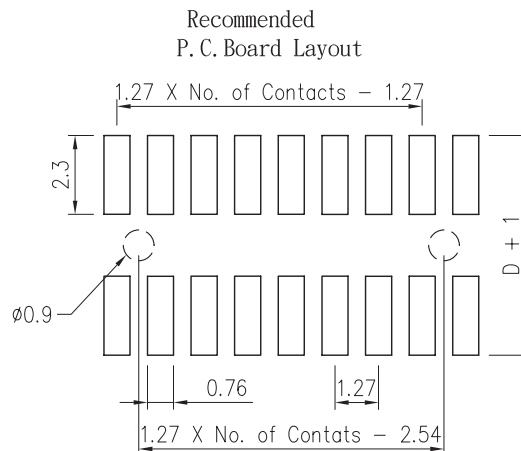 Recommended
P.C.Board Layout
1.27 X No. of Contacts - 1.27
2.3
D + 1
ø0.9
0.76
1.27
1.27 X No. of Contats - 2.54